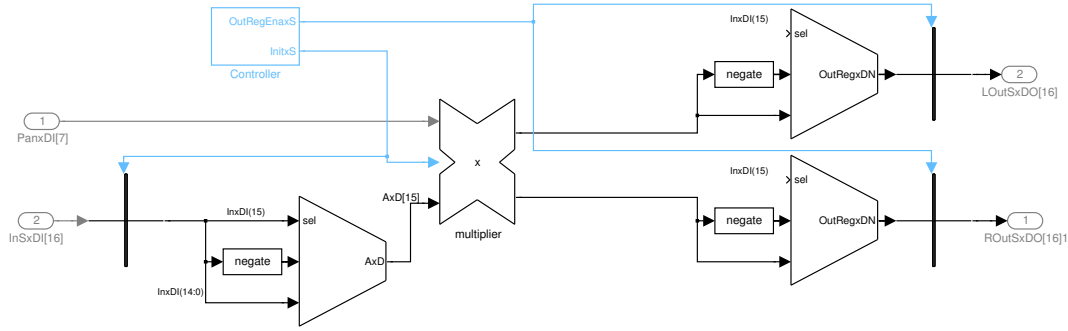 OutRegEnaxS
InitxS
Controller
InxDI(15)
sel
negate
OutRegxDN
2
LOutSxDO[16]
1
PanxDI[7]
x
multiplier
InxDI(15)
sel
negate
OutRegxDN
1
ROutSxDO[16]1
2
InSxDI[16]
InxDI(15)
sel
negate
InxDI(14:0)
AxD
AxD[15]